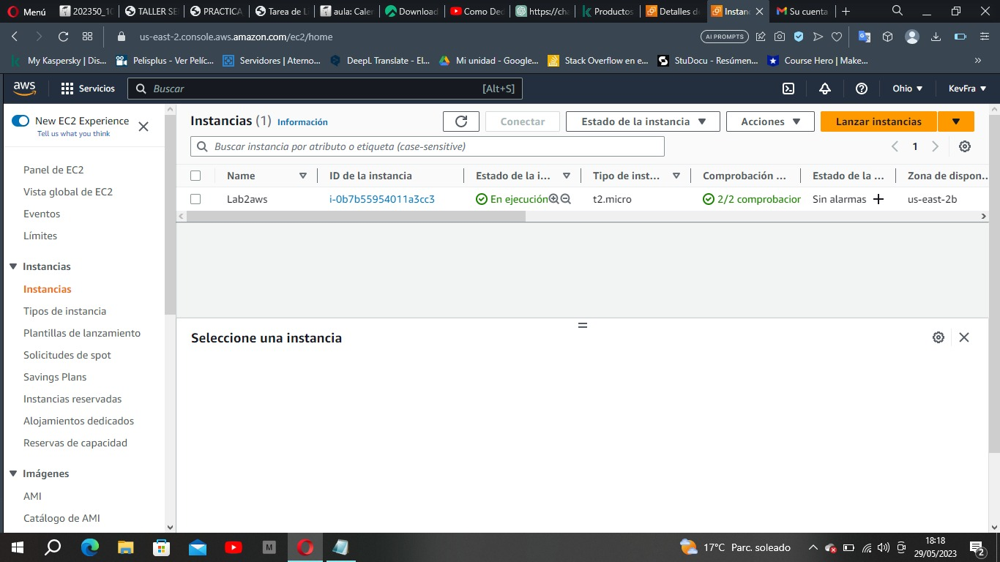 Menú
202350_10
TALLER SE
PRACTICA
Tarea de L
aula: Caler
Download
Como Dec
https://cha
Productos
Detalles de
Instanc
Su cuenta
us-east-2.console.aws.amazon.com/ec2/home
AI PROMPTS
My Kaspersky | Dis...
Pelisplus - Ver Pelíc...
Servidores | Aterno...
DeepL Translate - El...
Mi unidad - Google...
Stack Overflow en e...
StuDocu - Resúmen...
Course Hero | Make...
»
aws
Servicios
Buscar
[Alt+S]
Ohio
KevFra
New EC2 Experience
Tell us what you think
Panel de EC2
Vista global de EC2
Eventos
Límites
Instancias
Instancias
Tipos de instancia
Plantillas de lanzamiento
Solicitudes de spot
Savings Plans
Instancias reservadas
Alojamientos dedicados
Reservas de capacidad
Imágenes
AMI
Catálogo de AMI
Instancias (1) Información
Conectar
Estado de la instancia
Acciones
Lanzar instancias
Buscar instancia por atributo o etiqueta (case-sensitive)
1
Name
ID de la instancia
Estado de la i...
Tipo de inst...
Comprobación ...
Estado de la ...
Zona de dispon...
Lab2aws
i-0b7b55954011a3cc3
En ejecución
t2.micro
2/2 comprobacior
Sin alarmas
us-east-2b
Seleccione una instancia
M
17°C Parc. soleado
18:18
29/05/2023
2